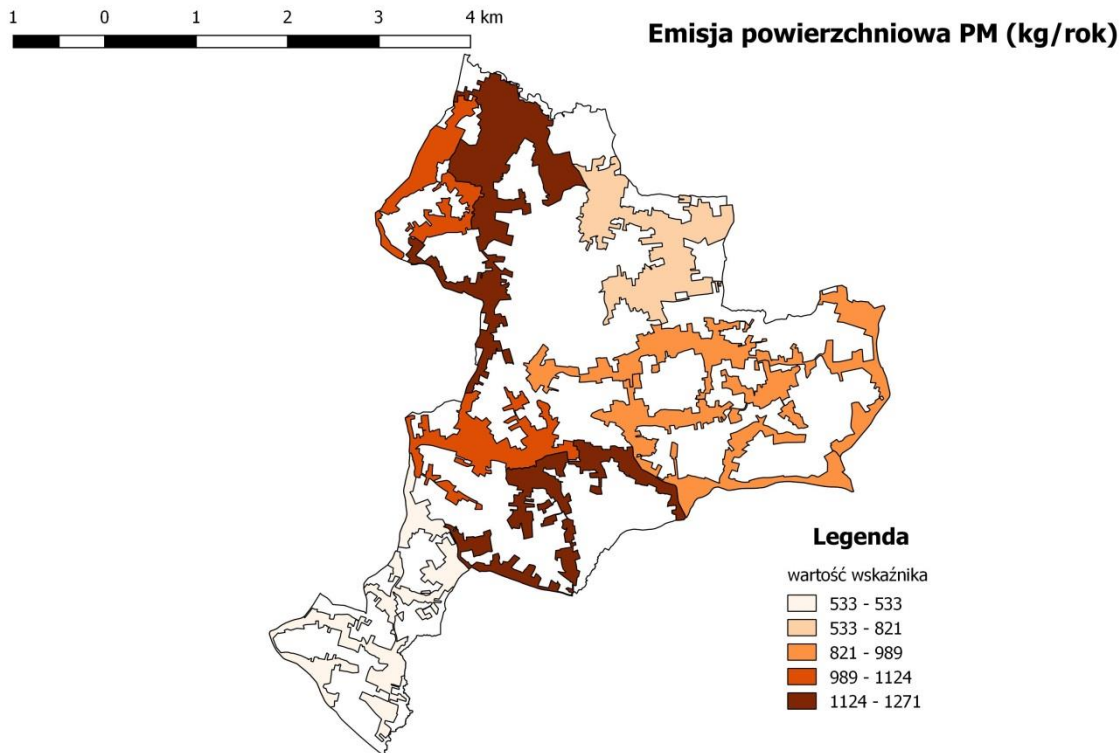 1 0 1 2 3 4 km
Emisja powierzchniowa PM (kg/rok)
Legenda
wartość wskaźnika
533 - 533
533 - 821
821 - 989
989 - 1124
1124 - 1271